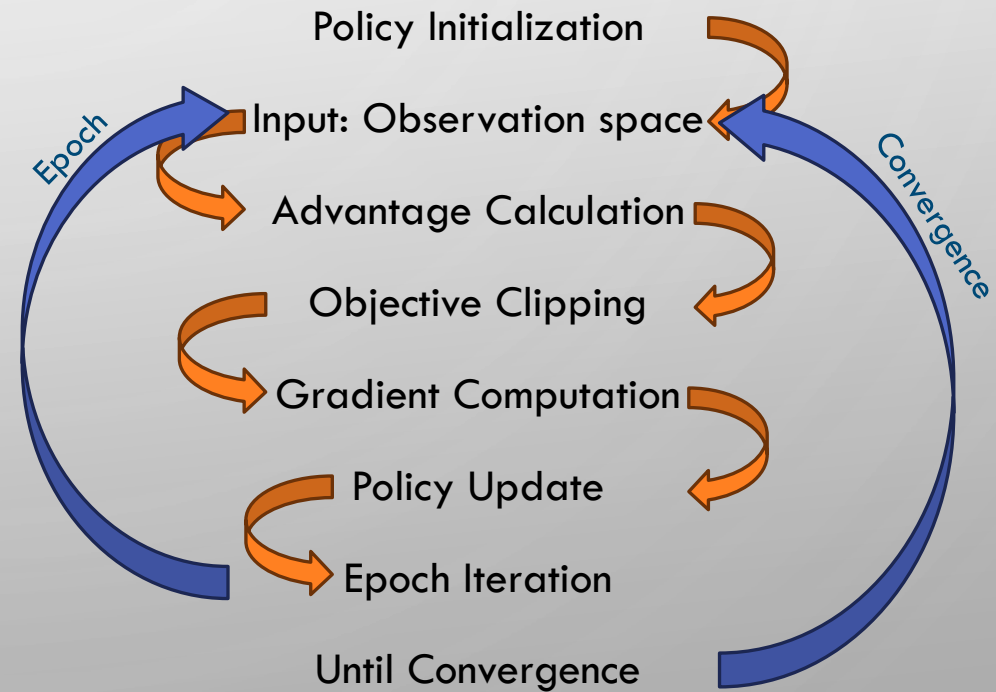 Policy Initialization
Input: Observation space
Epoch
Convergence
Advantage Calculation
Objective Clipping
Gradient Computation
Policy Update
Epoch Iteration
Until Convergence